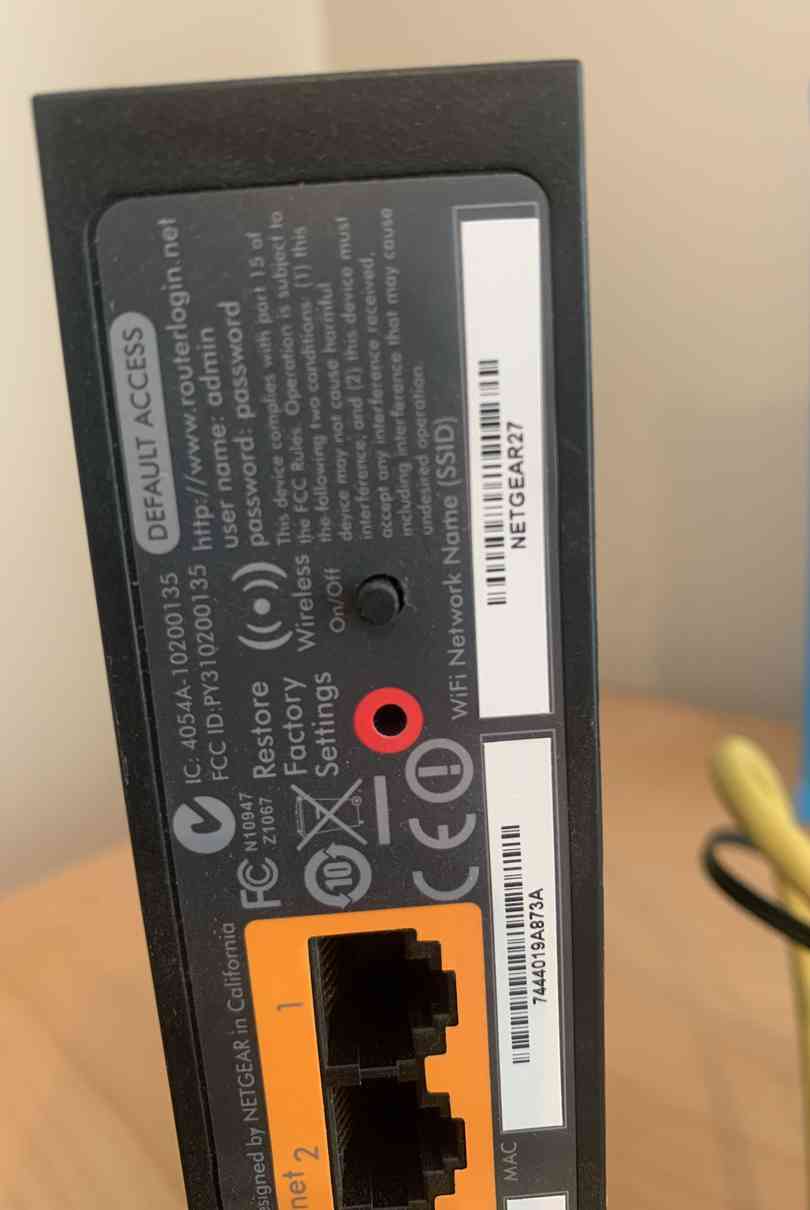 DEFAULT ACCESS
http://www.routerlogin.net
user name: admin
password: password
This device complies with part 15 of
the FCC Rules. Operation is subject to
the following two conditions: (1) this
device may not cause harmful
interference, and (2) this device must
accept any interference received,
including interference that may cause
undesired operation.
WiFi Network Name (SSID)
NETGEAR27
IC: 4054A-10200135
FCC ID:PY310200135
Restore
Factory
Settings
Wireless
On/Off
FC N10947
Z1067
10
CE
MAC
7444019A873A
esigned by NETGEAR in California
net
1
2